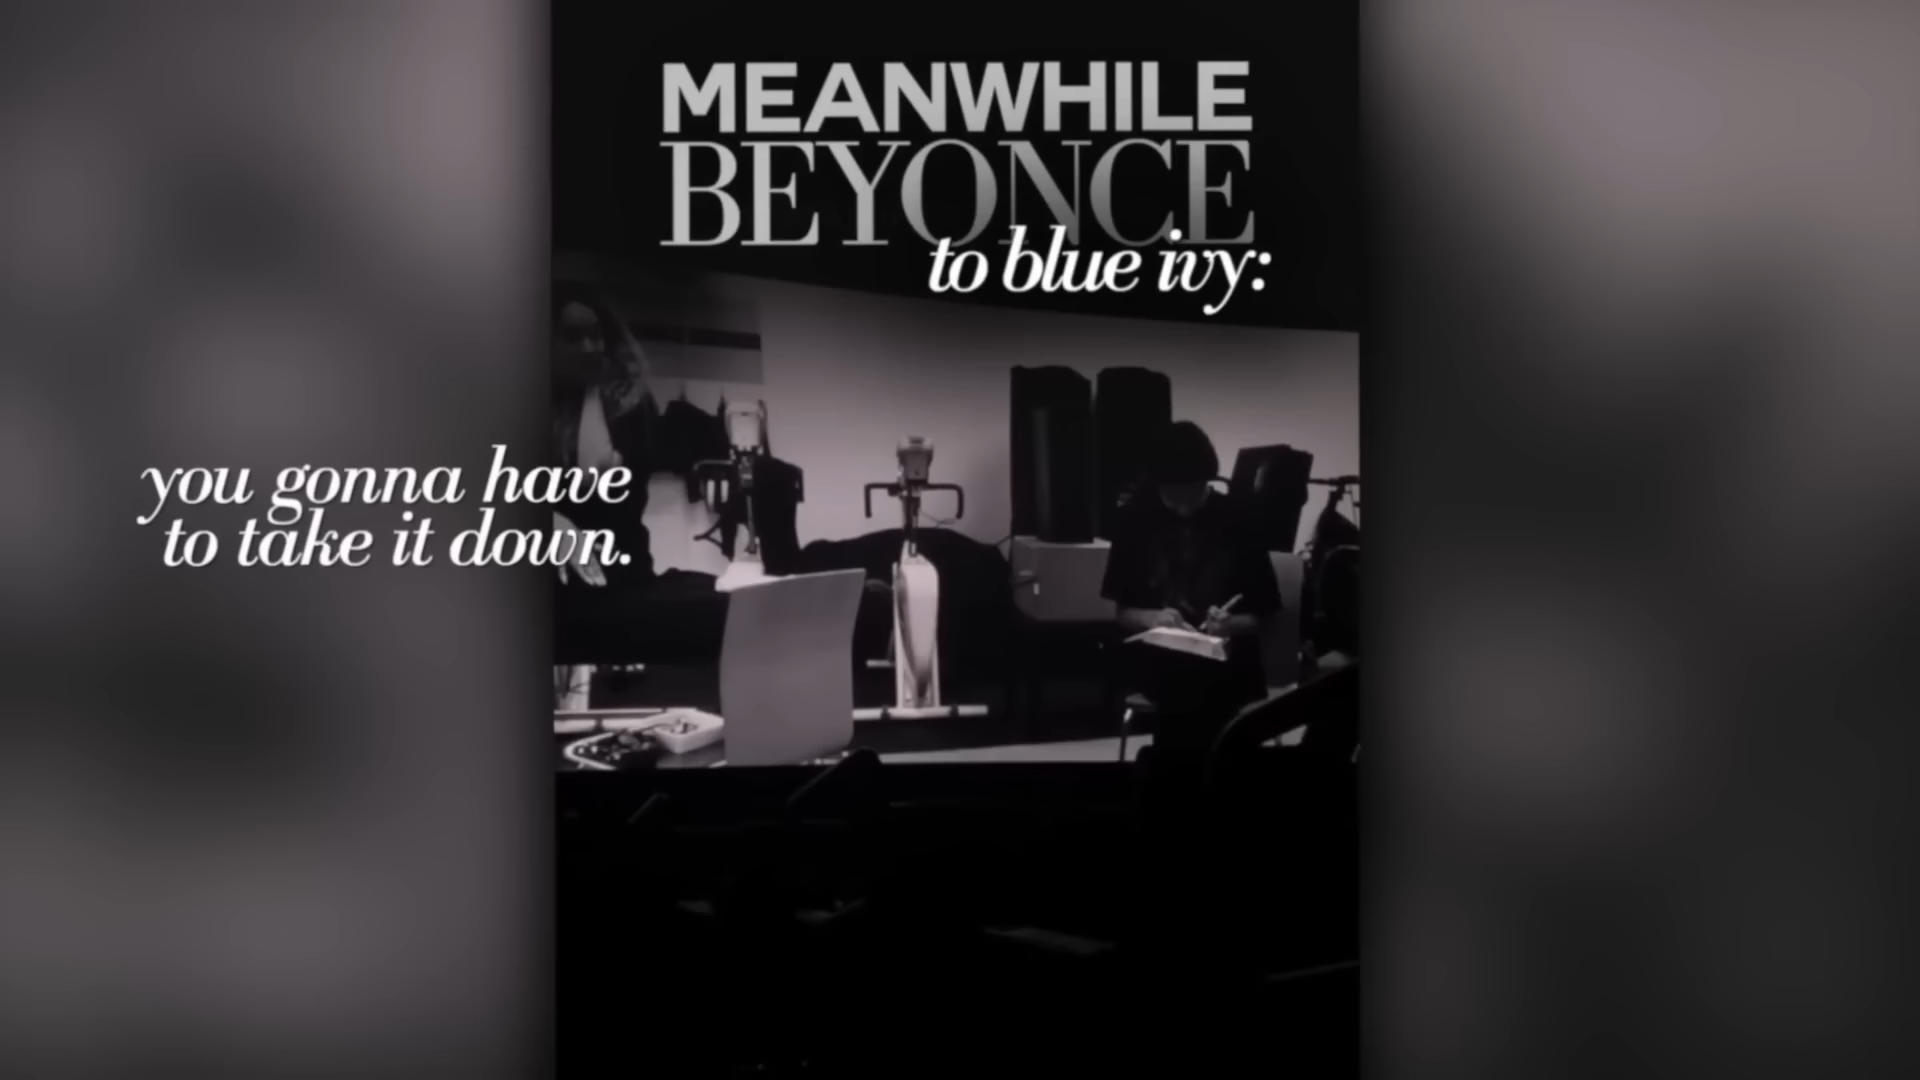 MEANWHILE
BEYONCE
to blue ivy:
you gonna have
to take it down.